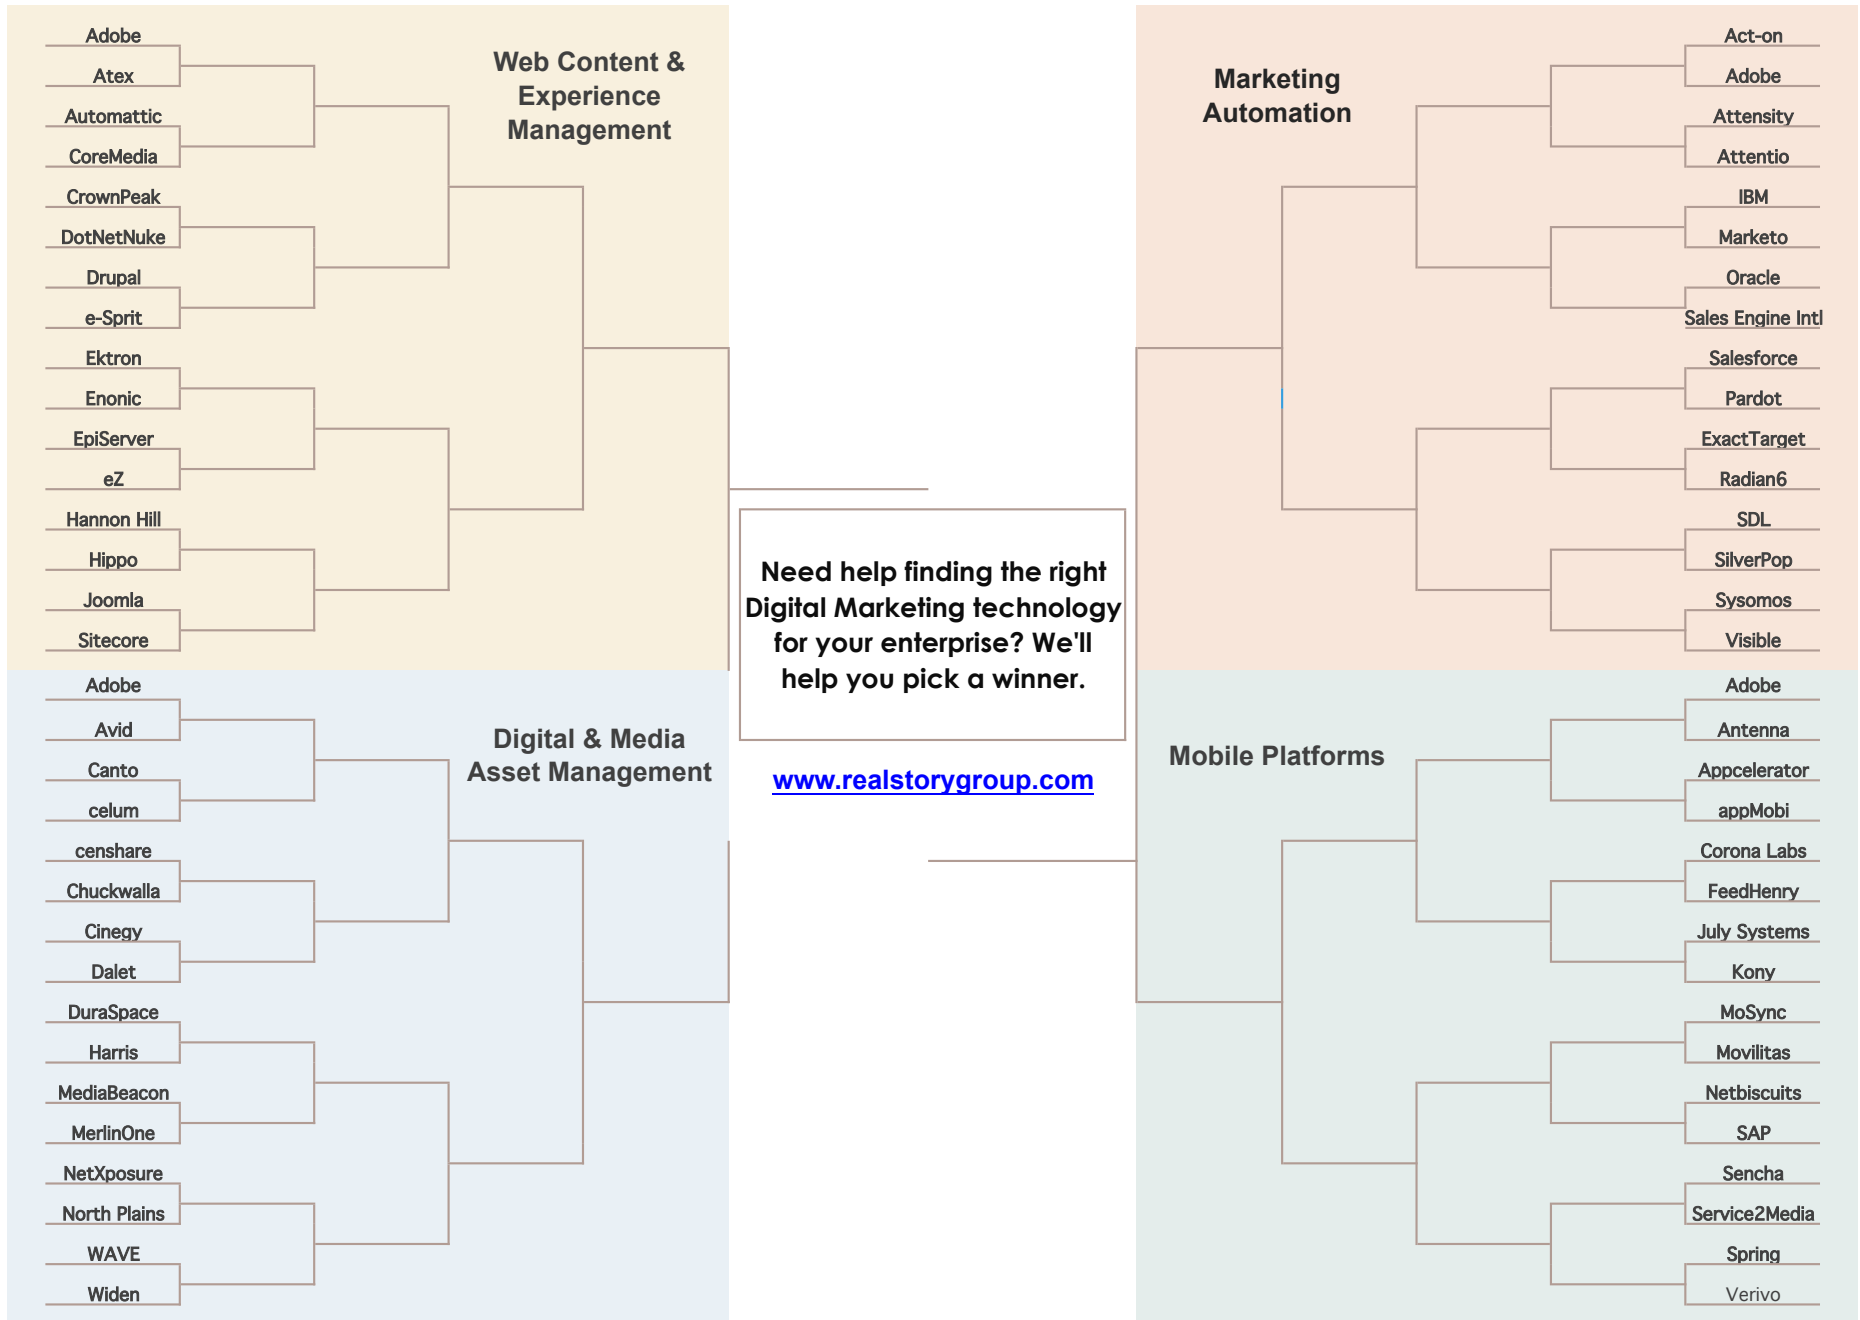 Adobe
Atex
Automattic
CoreMedia
CrownPeak
DotNetNuke
Drupal
e-Sprit
Ektron
Enonic
EpiServer
eZ
Hannon Hill
Hippo
Joomla
Sitecore
Web Content &
Experience
Management
Marketing
Automation
Act-on
Adobe
Attensity
Attentio
IBM
Marketo
Oracle
Sales Engine Intl
Salesforce
Pardot
ExactTarget
Radian6
SDL
SilverPop
Sysomos
Visible
Need help finding the right
Digital Marketing technology
for your enterprise? We'll
help you pick a winner.
www.realstorygroup.com
Adobe
Avid
Canto
celum
censhare
Chuckwalla
Cinegy
Dalet
DuraSpace
Harris
MediaBeacon
MerlinOne
NetXposure
North Plains
WAVE
Widen
Digital & Media
Asset Management
Mobile Platforms
Adobe
Antenna
Appcelerator
appMobi
Corona Labs
FeedHenry
July Systems
Kony
MoSync
Movilitas
Netbiscuits
SAP
Sencha
Service2Media
Spring
Verivo